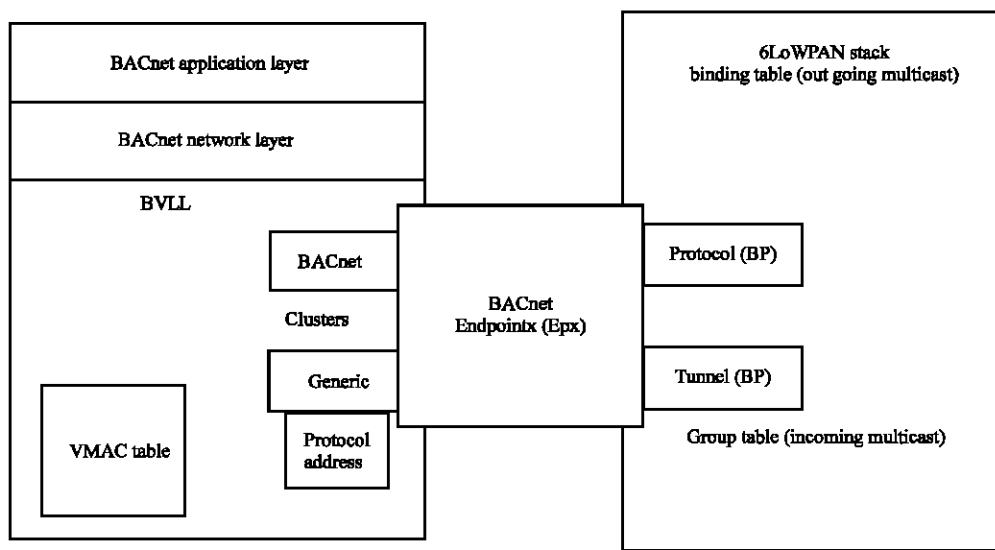 BACnet application layer
BACnet network layer
BVLL
BACnet
Clusters
Generic
Protocol
address
VMAC table
BACnet
Endpointx (Epx)
6LoWPAN stack
binding table (out going multicast)
Protocol (BP)
Tunnel (BP)
Group table (incoming multicast)